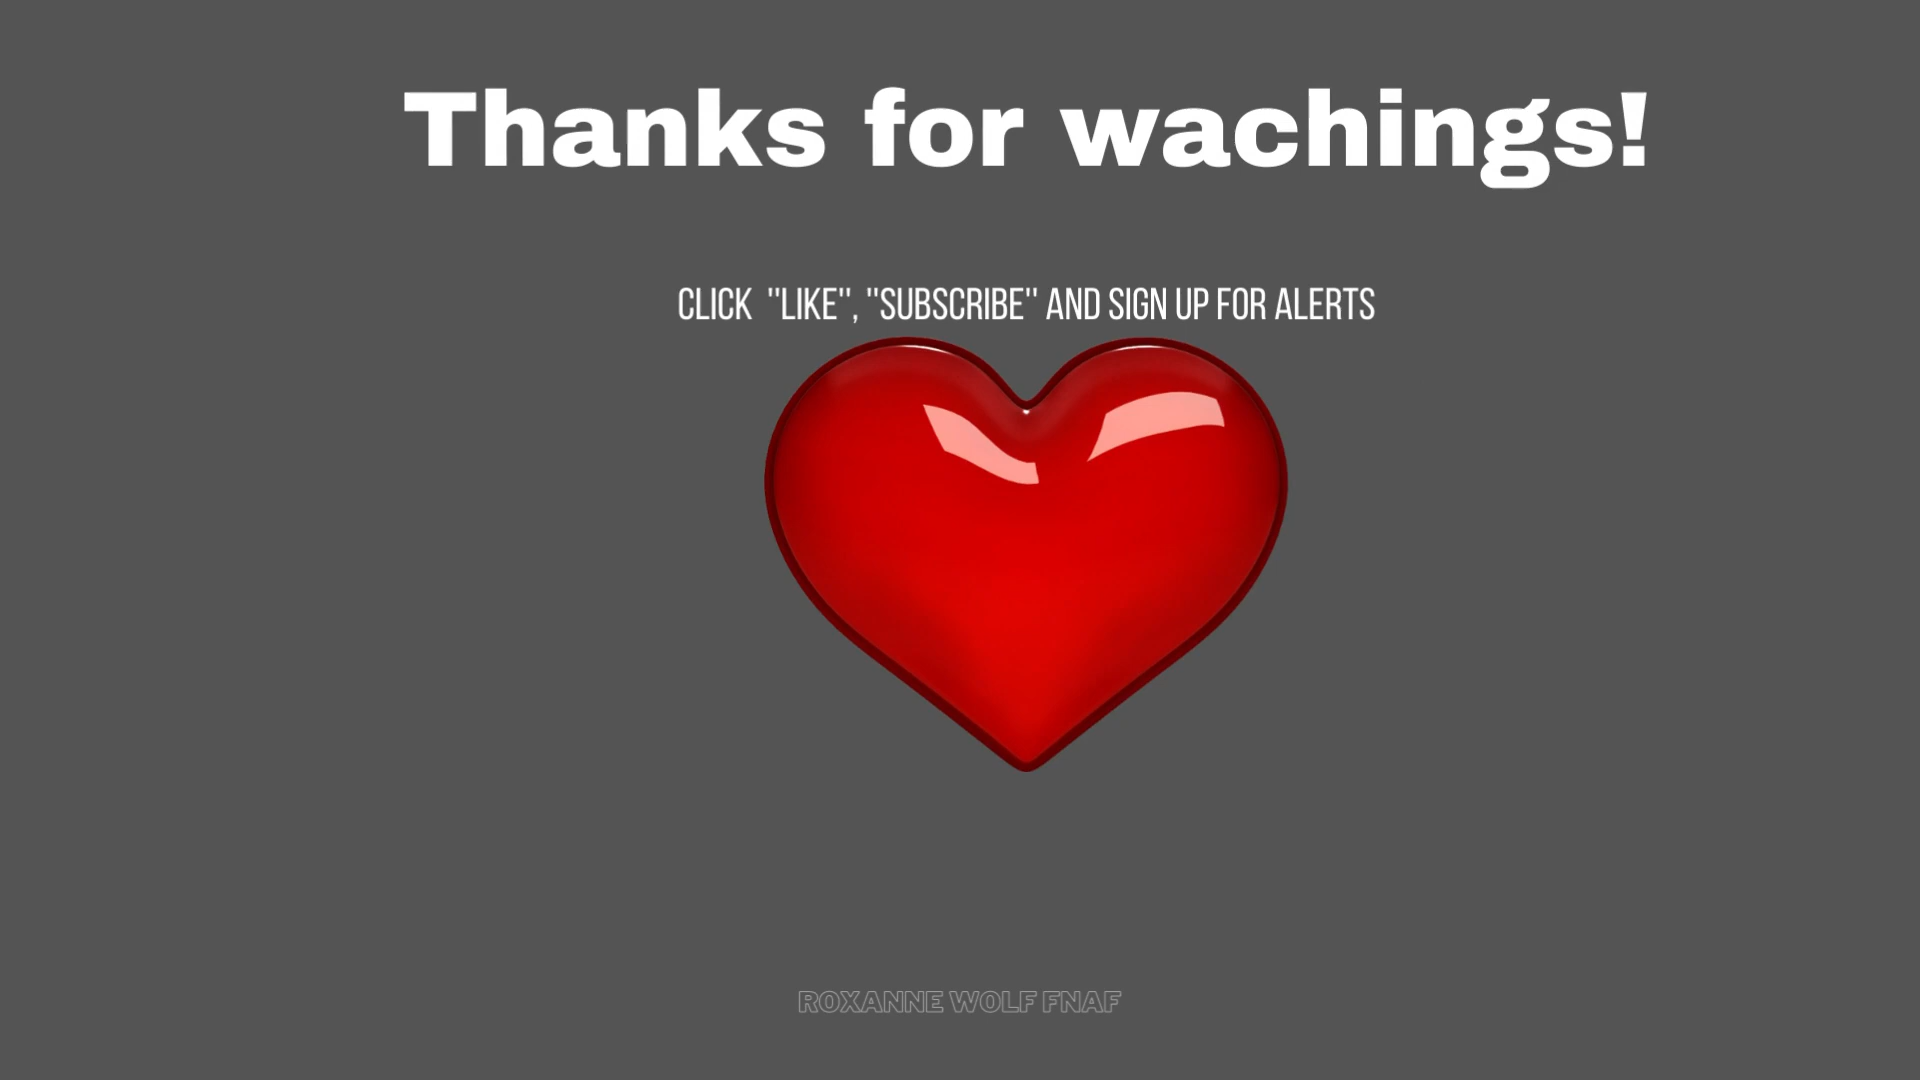 Thanks for wachings!
CLICK "LIKE", "SUBSCRIBE" AND SIGN UP FOR ALERTS
ROXANNE WOLF FNAF